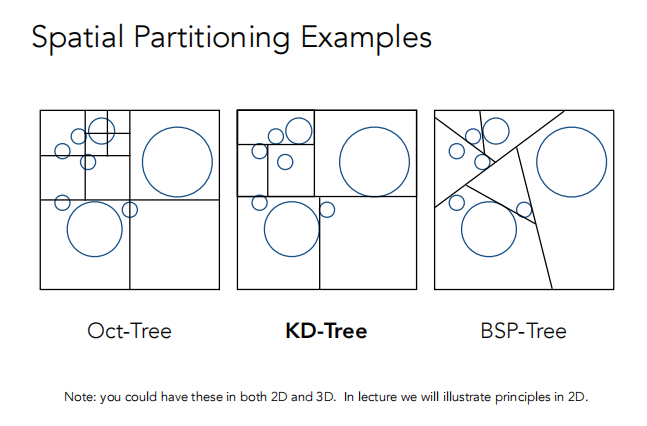 Spatial Partitioning Examples
Oct-Tree KD-Tree BSP-Tree
Note: you could have these in both 2D and 3D. In lecture we will illustrate principles in 2D.